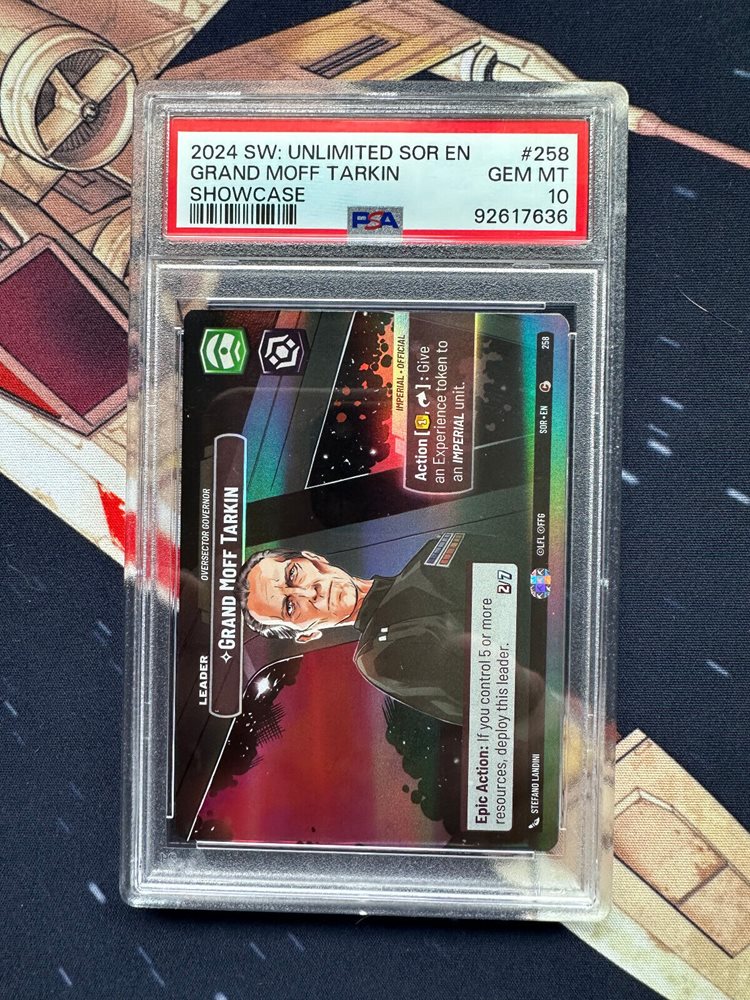 2024 SW: UNLIMITED SOR EN #258
GRAND MOFF TARKIN GEM MT
SHOWCASE 10
PSA 92617636
LEADER
OVERSECTOR GOVERNOR
GRAND MOFF TARKIN
IMPERIAL • OFFICIAL
Action [1, ]: Give
an Experience token to
an IMPERIAL unit.
Epic Action: If you control 5 or more
resources, deploy this leader. 2/7
STEFANO LANDINI
©LFL ©FFG
SOR • EN
258